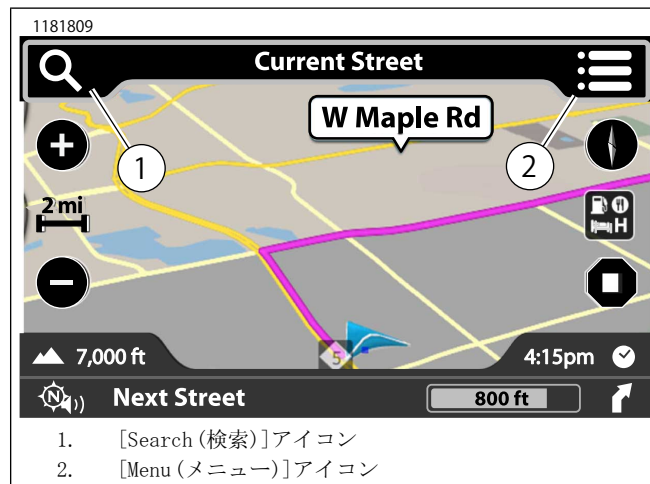 1181809
Current Street
W Maple Rd
1
2
2 mi
H
5
7,000 ft
4:15pm
N
Next Street
800 ft
1. [Search(検索)]アイコン
2. [Menu(メニュー)]アイコン